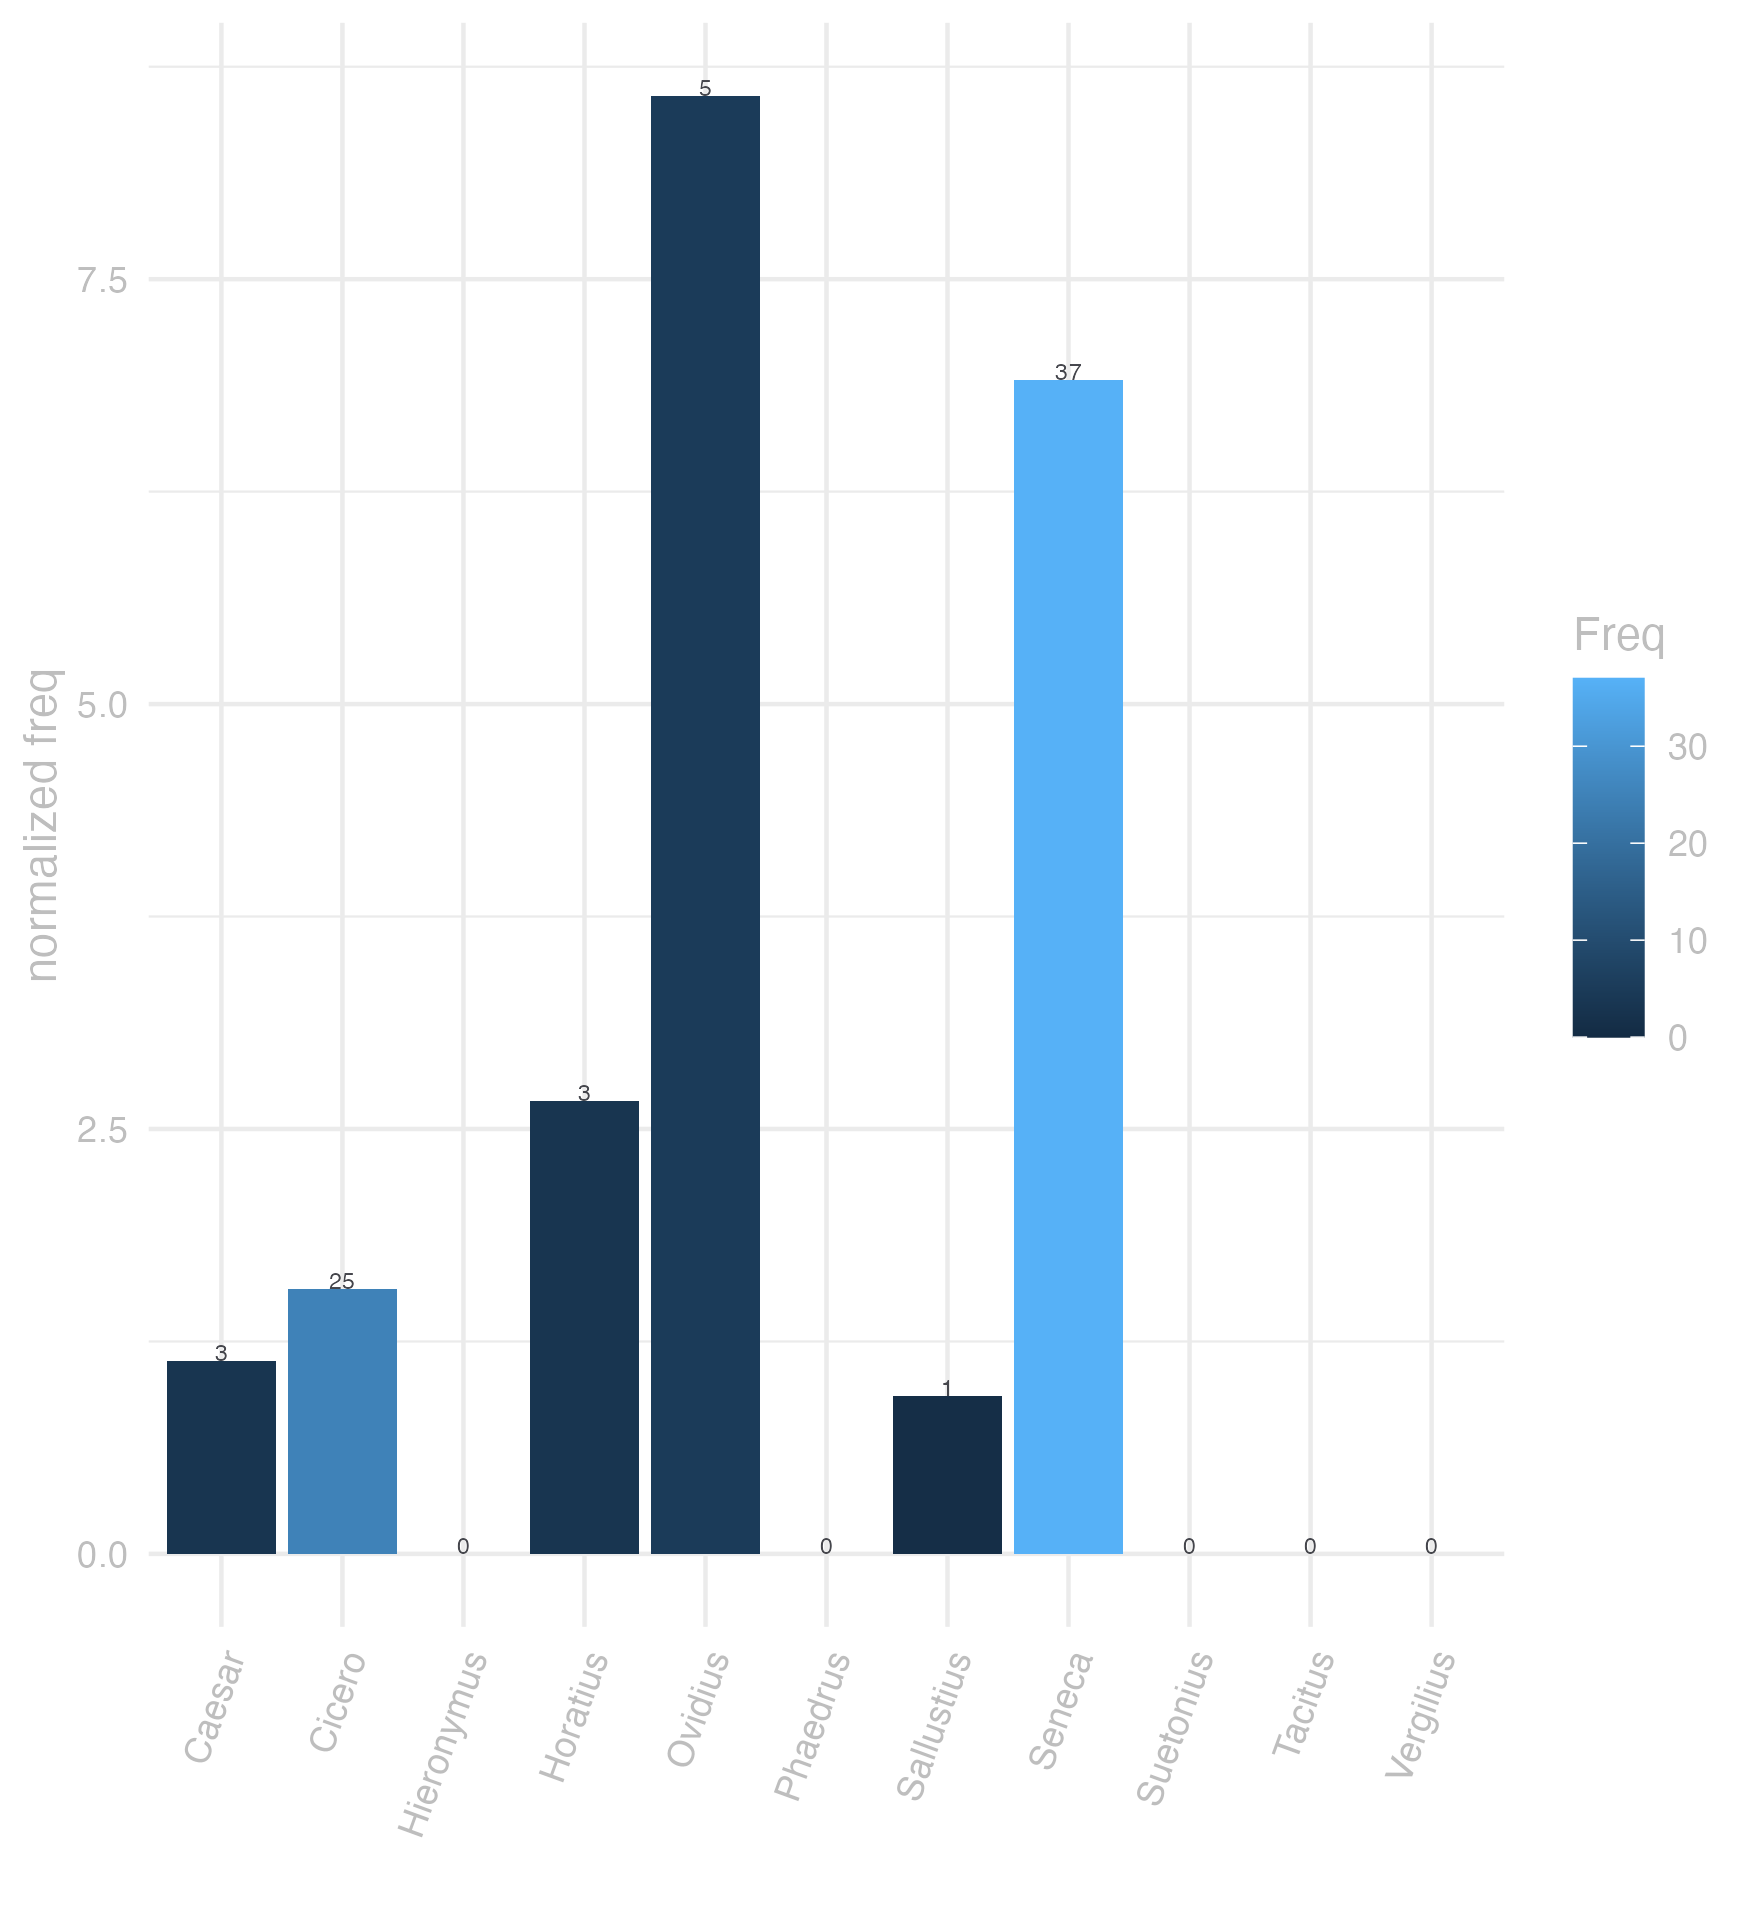 5
7.5
37
Freq
30
20
10
0
normalized freq
5.0
2.5
3
25
3
1
0.0
0
0
0
0
0
Caesar
Cicero
Hieronymus
Horatius
Ovidius
Phaedrus
Sallustius
Seneca
Suetonius
Tacitus
Vergilius